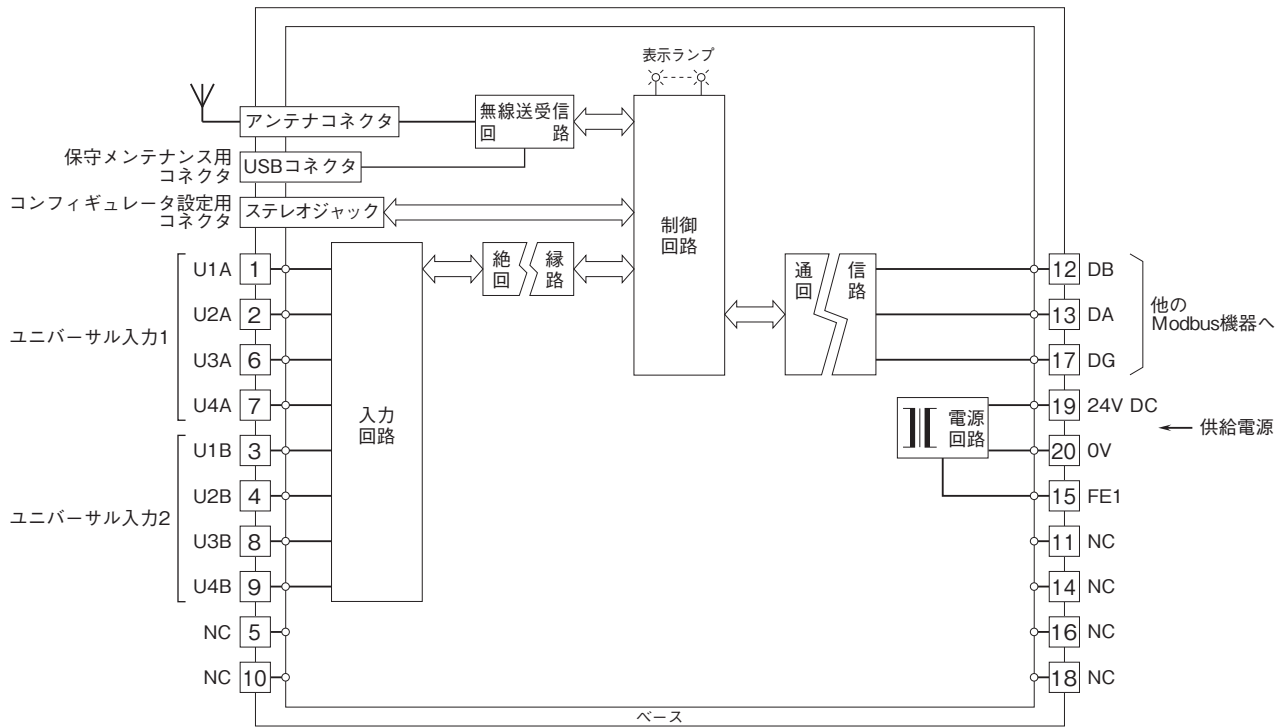 表示ランプ
アンテナコネクタ
無線送受信
回路
保守メンテナンス用
コネクタ
USBコネクタ
コンフィギュレータ設定用
コネクタ
ステレオジャック
制御
回路
絶縁
回路
通信
回路
入力
回路
ユニバーサル入力1
U1A 1
U2A 2
U3A 6
U4A 7
ユニバーサル入力2
U1B 3
U2B 4
U3B 8
U4B 9
NC 5
NC 10
12 DB
13 DA
17 DG
他の
Modbus機器へ
電源
回路
19 24V DC
20 0V
供給電源
15 FE1
11 NC
14 NC
16 NC
18 NC
ベース